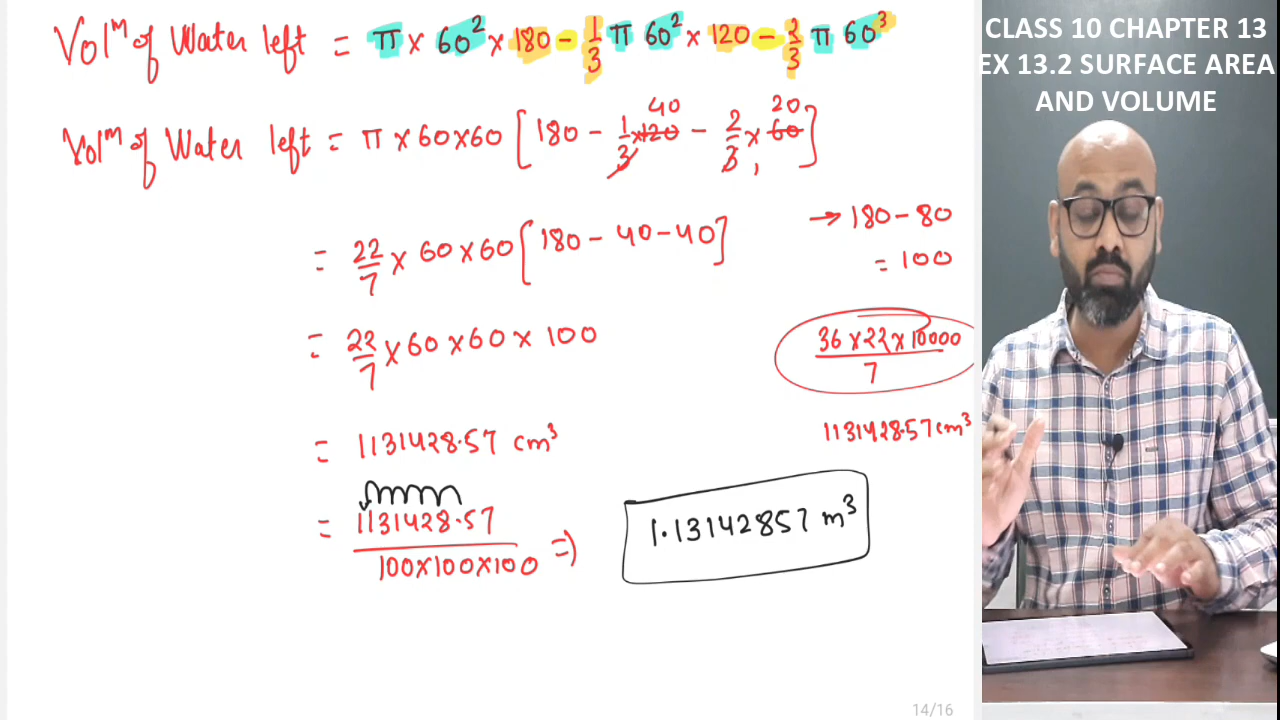 Volᵐ of Water left = π × 60² × 180 - 1/3 π 60² × 120 - 2/3 π 60³
Volᵐ of Water left = π × 60 × 60 [180 - 1/3 × 120 40 - 2/3 × 60 20]
1
= 22/7 × 60 × 60 [180 - 40 - 40]
→ 180 - 80
= 100
= 22/7 × 60 × 60 × 100
36 × 22 × 10000 / 7
= 1131428.57 cm³
1131428.57 cm³
= 1131428.57 / 100×100×100 ⇒
1.13142857 m³
14/16
CLASS 10 CHAPTER 13
EX 13.2 SURFACE AREA
AND VOLUME